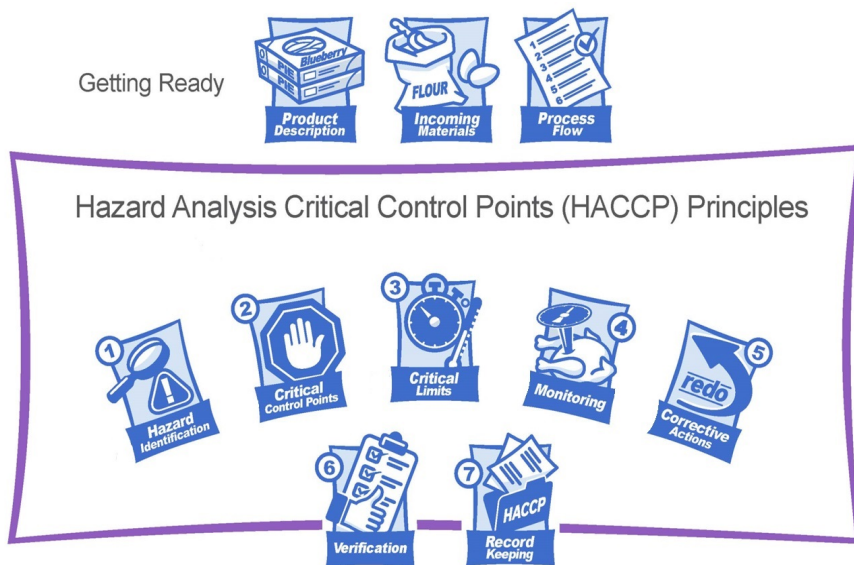 Getting Ready
Blueberry
PIE
PIE
Product
Description
FLOUR
Incoming
Materials
1
2
3
4
5
6
Process
Flow
Hazard Analysis Critical Control Points (HACCP) Principles
1
Hazard
Identification
2
Critical
Control Points
3
Critical
Limits
4
Monitoring
5
redo
Corrective
Actions
6
Verification
7
HACCP
Record
Keeping